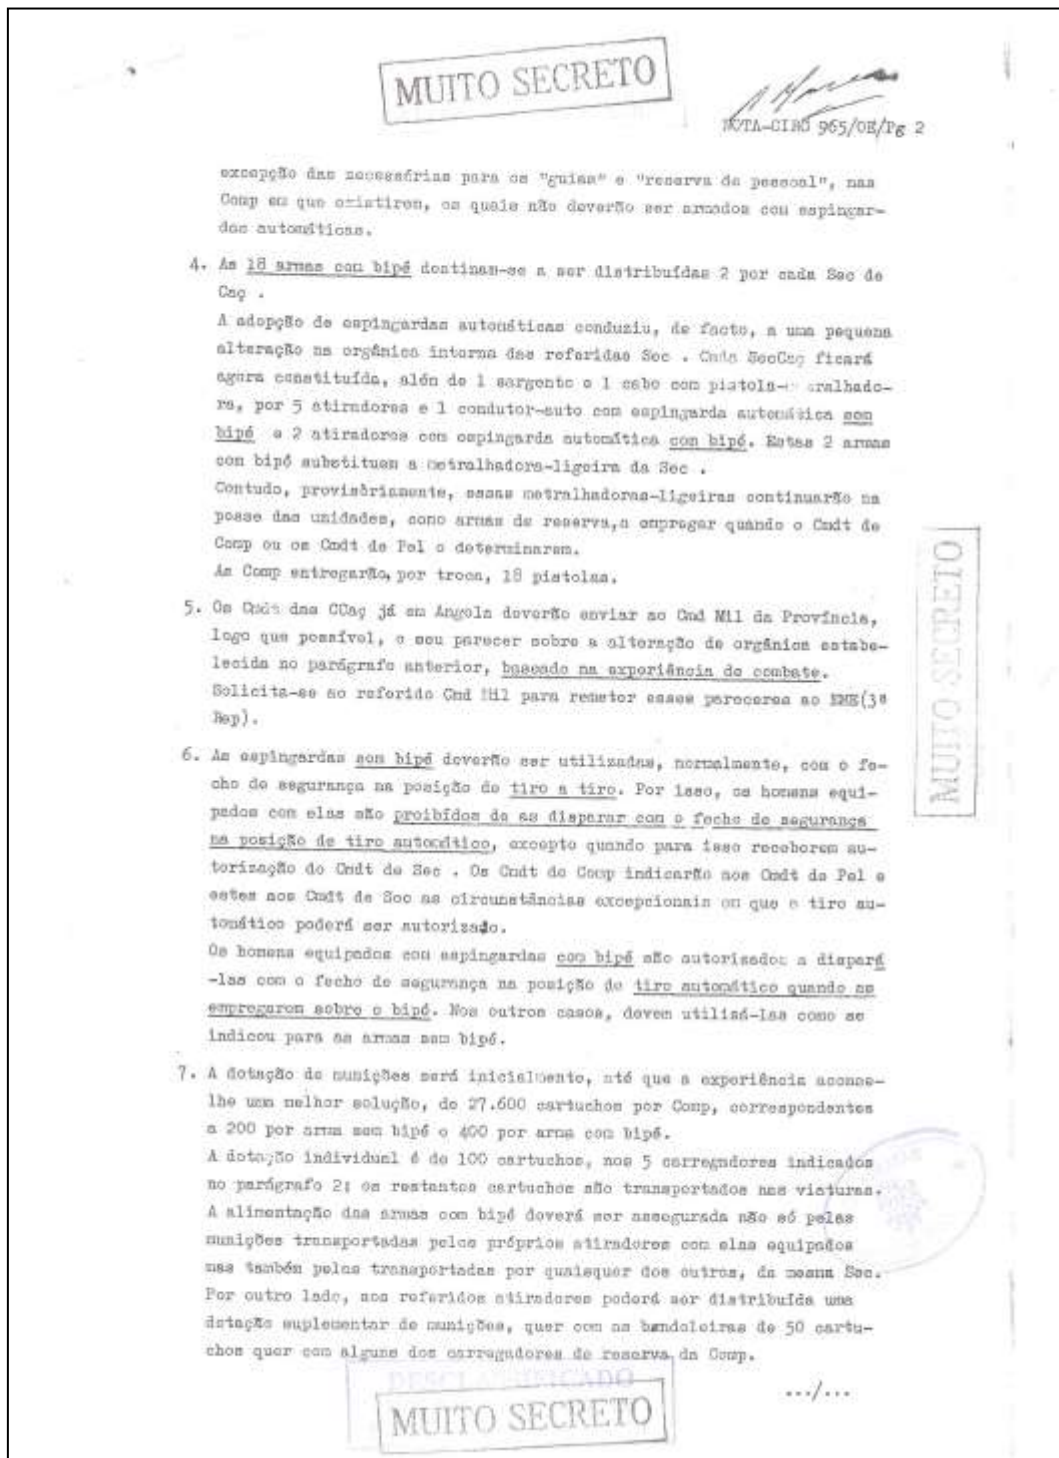 MUITO SECRETO
NOTA-CIRC 965/OE/Pg 2
excepção das necessárias para os "guias" e "reserva de pessoal", nas
Comp em que existirem, os quais não deverão ser armados com espingar-
das automáticas.
4. As 18 armas com bipé destinam-se a ser distribuídas 2 por cada Sec de
Caç .
A adopção de espingardas automáticas conduziu, de facto, a uma pequena
alteração na orgânica interna das referidas Sec . Cada SecCaç ficará
agora constituída, além de 1 sargento e 1 cabo com pistola- etralhado-
ra, por 5 atiradores e 1 condutor-auto com espingarda automática sem
bipé e 2 atiradores com espingarda automática com bipé. Estas 2 armas
com bipé substituem a metralhadora-ligeira da Sec .
Contudo, provisòriamente, essas metralhadoras-ligeiras continuarão na
posse das unidades, como armas de reserva,a empregar quando o Cmdt de
Comp ou os Cmdt de Pel o determinarem.
As Comp entregarão, por troca, 18 pistolas.
5. Os Cmdt das CCaç já em Angola deverão enviar ao Cmd Mil da Província,
logo que possível, o seu parecer sobre a alteração de orgânica estabe-
lecida no parágrafo anterior, baseado na experiência de combate.
Solicita-se ao referido Cmd Mil para remeter esses pareceres ao EME(3ª
Rep).
6. As espingardas sem bipé deverão ser utilizadas, normalmente, com o fe-
cho de segurança na posição de tiro a tiro. Por isso, os homens equi-
pados com elas são proibídos de as disparar com o fecho de segurança
na posição de tiro automático, excepto quando para isso receberem au-
torização do Cmdt de Sec . Os Cmdt de Comp indicarão aos Cmdt de Pel e
estes aos Cmdt de Sec as circunstâncias excepcionais em que o tiro au-
tomático poderá ser autorizado.
Os homens equipados com espingardas com bipé são autorizados a dispará
-las com o fecho de segurança na posição de tiro automático quando as
empregarem sobre o bipé. Nos outros casos, devem utilizá-las como se
indicou para as armas sem bipé.
7. A dotação de munições será inicialmente, até que a experiência aconse-
lhe uma melhor solução, de 27.600 cartuchos por Comp, correspondentes
a 200 por arma sem bipé e 400 por arma com bipé.
A dotação individual é de 100 cartuchos, nos 5 carregadores indicados
no parágrafo 2; os restantes cartuchos são transportados nas viaturas.
A alimentação das armas com bipé deverá ser assegurada não só pelas
munições transportadas pelos próprios atiradores com elas equipados
mas também pelas transportadas por quaisquer dos outros, da mesma Sec.
Por outro lado, aos referidos atiradores poderá ser distribuída uma
dotação suplementar de munições, quer com as bandoleiras de 50 cartu-
chos quer com alguns dos carregadores de reserva da Comp.
.../...
MUITO SECRETO
DESCLASSIFICADO
MUITO SECRETO